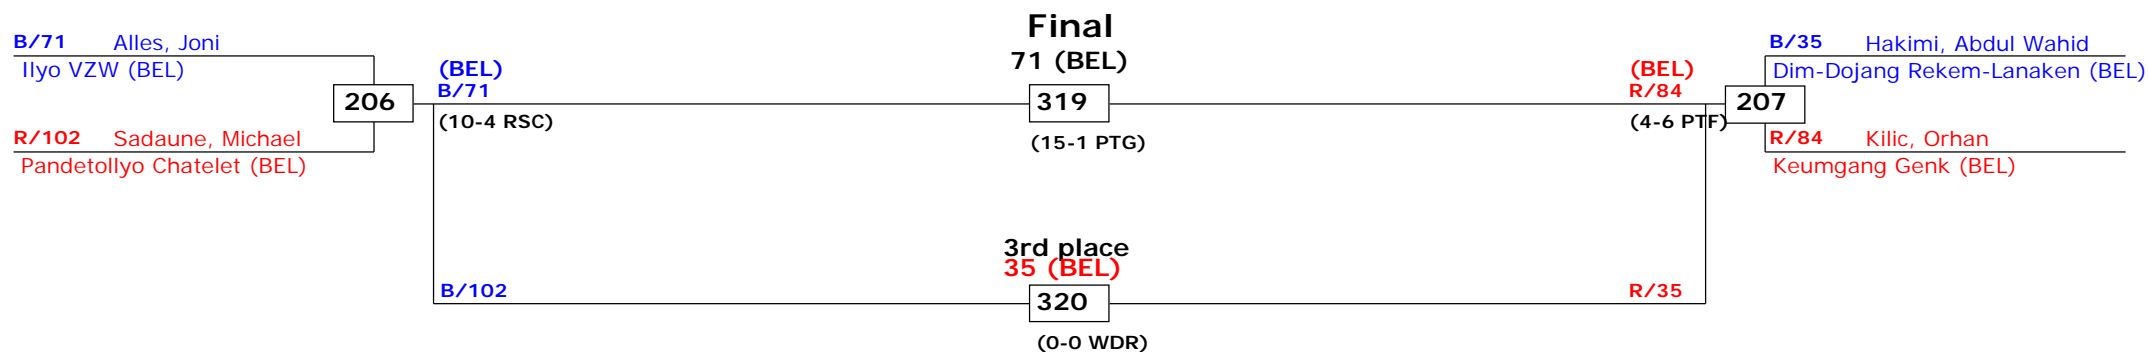 Final
71 (BEL)
B/71 Alles, Joni
Ilyo VZW (BEL)
206
R/102 Sadaune, Michael
Pandetollyo Chatelet (BEL)
(BEL)
B/71
(10-4 RSC)
319
(15-1 PTG)
(BEL)
R/84
(4-6 PTF)
B/35 Hakimi, Abdul Wahid
Dim-Dojang Rekem-Lanaken (BEL)
207
R/84 Kilic, Orhan
Keumgang Genk (BEL)
3rd place
35 (BEL)
B/102
320
R/35
(0-0 WDR)